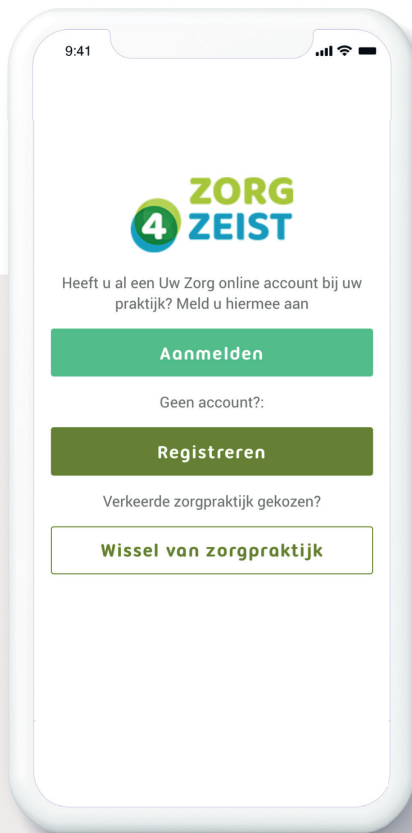 9:41
ZORG
4 ZEIST
Heeft u al een Uw Zorg online account bij uw
praktijk? Meld u hiermee aan
Aanmelden
Geen account?:
Registreren
Verkeerde zorgpraktijk gekozen?
Wissel van zorgpraktijk